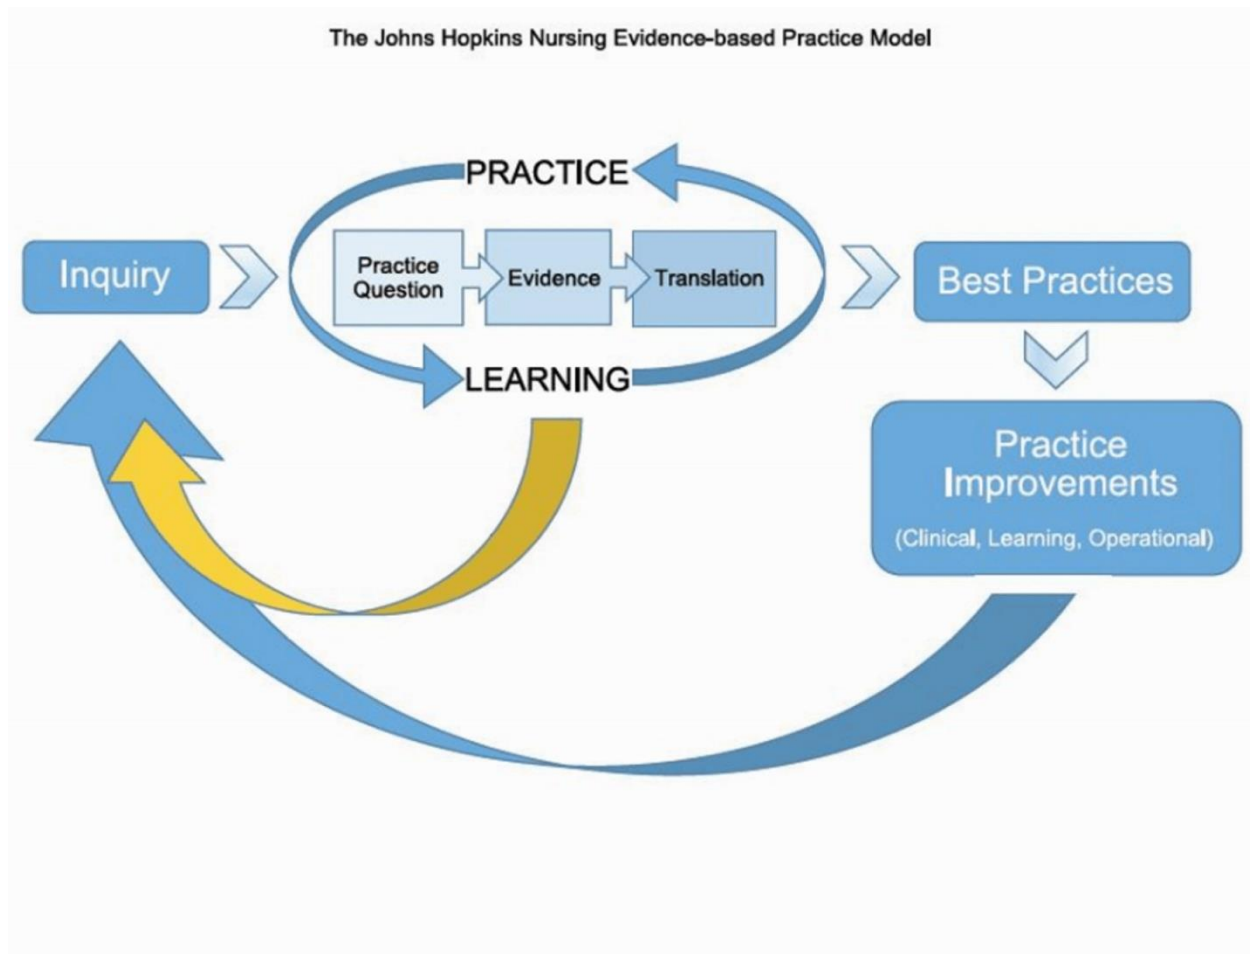 The Johns Hopkins Nursing Evidence-based Practice Model
PRACTICE
Inquiry
Practice
Question
Evidence
Translation
Best Practices
LEARNING
Practice
Improvements
(Clinical, Learning, Operational)